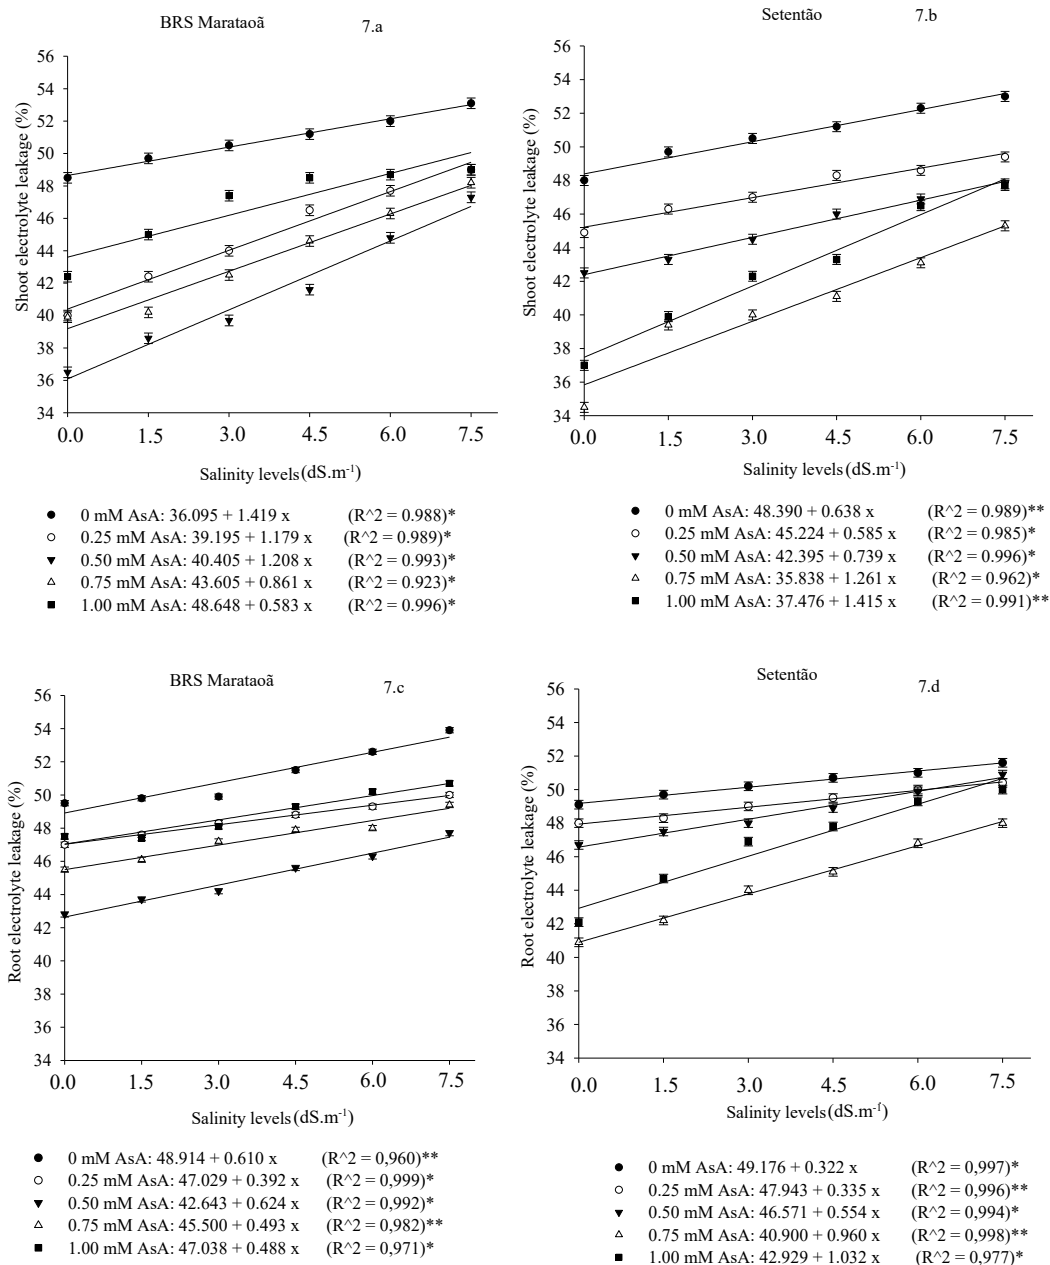 BRS Marataoã 7.a
Shoot electrolyte leakage (%)
56
54
52
50
48
46
44
42
40
38
36
34
0.0 1.5 3.0 4.5 6.0 7.5
Salinity levels (dS.m⁻¹)
0 mM AsA: 36.095 + 1.419 x (R^2 = 0.988)*
0.25 mM AsA: 39.195 + 1.179 x (R^2 = 0.989)*
0.50 mM AsA: 40.405 + 1.208 x (R^2 = 0.993)*
0.75 mM AsA: 43.605 + 0.861 x (R^2 = 0.923)*
1.00 mM AsA: 48.648 + 0.583 x (R^2 = 0.996)*
Setentão 7.b
Shoot electrolyte leakage (%)
56
54
52
50
48
46
44
42
40
38
36
34
0.0 1.5 3.0 4.5 6.0 7.5
Salinity levels (dS.m⁻¹)
0 mM AsA: 48.390 + 0.638 x (R^2 = 0.989)**
0.25 mM AsA: 45.224 + 0.585 x (R^2 = 0.985)*
0.50 mM AsA: 42.395 + 0.739 x (R^2 = 0.996)*
0.75 mM AsA: 35.838 + 1.261 x (R^2 = 0.962)*
1.00 mM AsA: 37.476 + 1.415 x (R^2 = 0.991)**
BRS Marataoã 7.c
Root electrolyte leakage (%)
56
54
52
50
48
46
44
42
40
38
36
34
0.0 1.5 3.0 4.5 6.0 7.5
Salinity levels (dS.m⁻¹)
0 mM AsA: 48.914 + 0.610 x (R^2 = 0,960)**
0.25 mM AsA: 47.029 + 0.392 x (R^2 = 0,999)*
0.50 mM AsA: 42.643 + 0.624 x (R^2 = 0,992)*
0.75 mM AsA: 45.500 + 0.493 x (R^2 = 0,982)**
1.00 mM AsA: 47.038 + 0.488 x (R^2 = 0,971)*
Setentão 7.d
Root electrolyte leakage (%)
56
54
52
50
48
46
44
42
40
38
36
34
0.0 1.5 3.0 4.5 6.0 7.5
Salinity levels (dS.m⁻¹)
0 mM AsA: 49.176 + 0.322 x (R^2 = 0,997)*
0.25 mM AsA: 47.943 + 0.335 x (R^2 = 0,996)**
0.50 mM AsA: 46.571 + 0.554 x (R^2 = 0,994)*
0.75 mM AsA: 40.900 + 0.960 x (R^2 = 0,998)**
1.00 mM AsA: 42.929 + 1.032 x (R^2 = 0,977)*